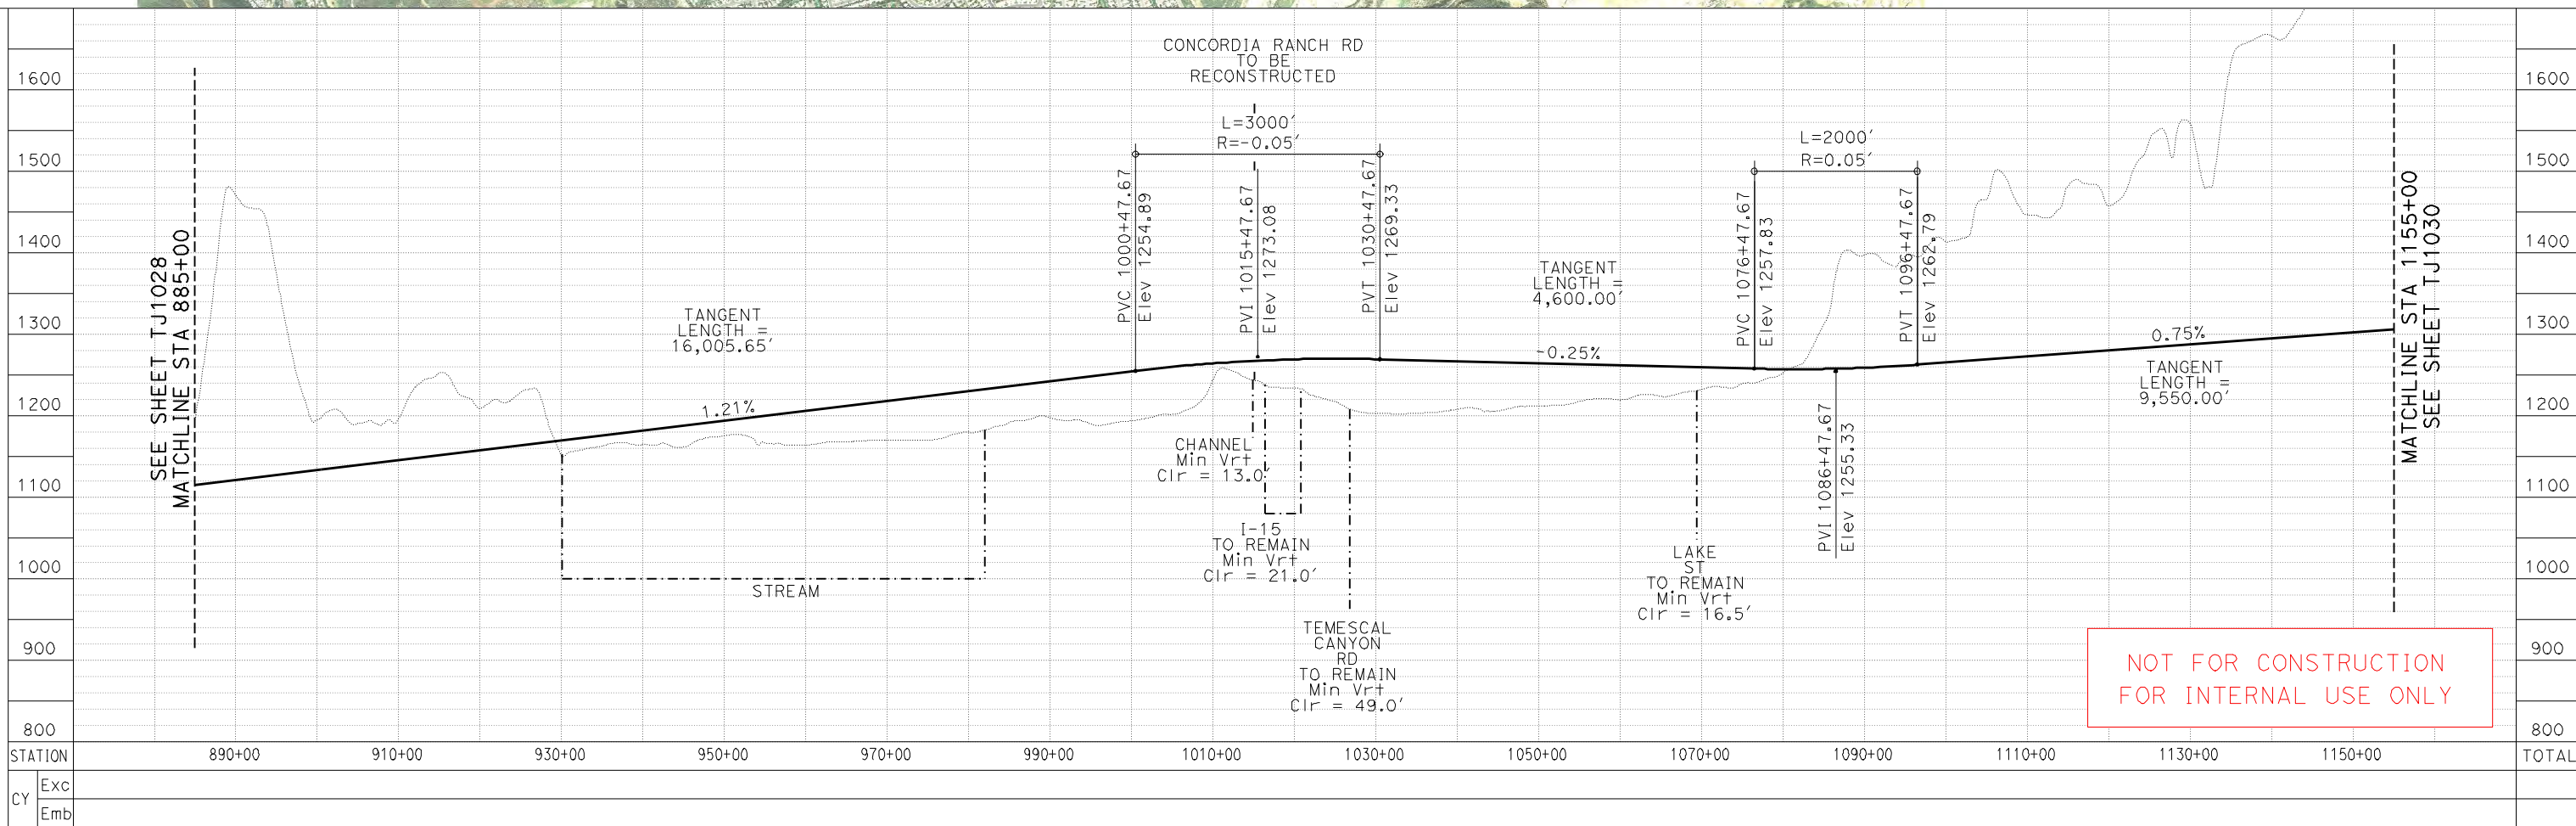 CONCORDIA RANCH RD
TO BE
RECONSTRUCTED
L=3000'
R=-0.05'
L=2000'
R=0.05'
1600
1500
1400
1300
1200
1100
1000
900
800
1600
1500
1400
1300
1200
1100
1000
900
800
SEE SHEET TJ1028
MATCHLINE STA 885+00
TANGENT
LENGTH =
16,005.65'
1.21%
PVC 1000+47.67
Elev 1254.89
PVI 1015+47.67
Elev 1273.08
PVT 1030+47.67
Elev 1269.33
TANGENT
LENGTH =
4,600.00'
-0.25%
PVC 1076+47.67
Elev 1257.83
PVT 1096+47.67
Elev 1262.79
PVI 1086+47.67
Elev 1255.33
0.75%
TANGENT
LENGTH =
9,550.00'
MATCHLINE STA 1155+00
SEE SHEET TJ1030
STREAM
CHANNEL
Min Vrt
Clr = 13.0'
I-15
TO REMAIN
Min Vrt
Clr = 21.0'
TEMESCAL
CANYON
RD
TO REMAIN
Min Vrt
Clr = 49.0'
LAKE
ST
TO REMAIN
Min Vrt
Clr = 16.5'
NOT FOR CONSTRUCTION
FOR INTERNAL USE ONLY
STATION 890+00 910+00 930+00 950+00 970+00 990+00 1010+00 1030+00 1050+00 1070+00 1090+00 1110+00 1130+00 1150+00 TOTAL
CY
Exc
Emb